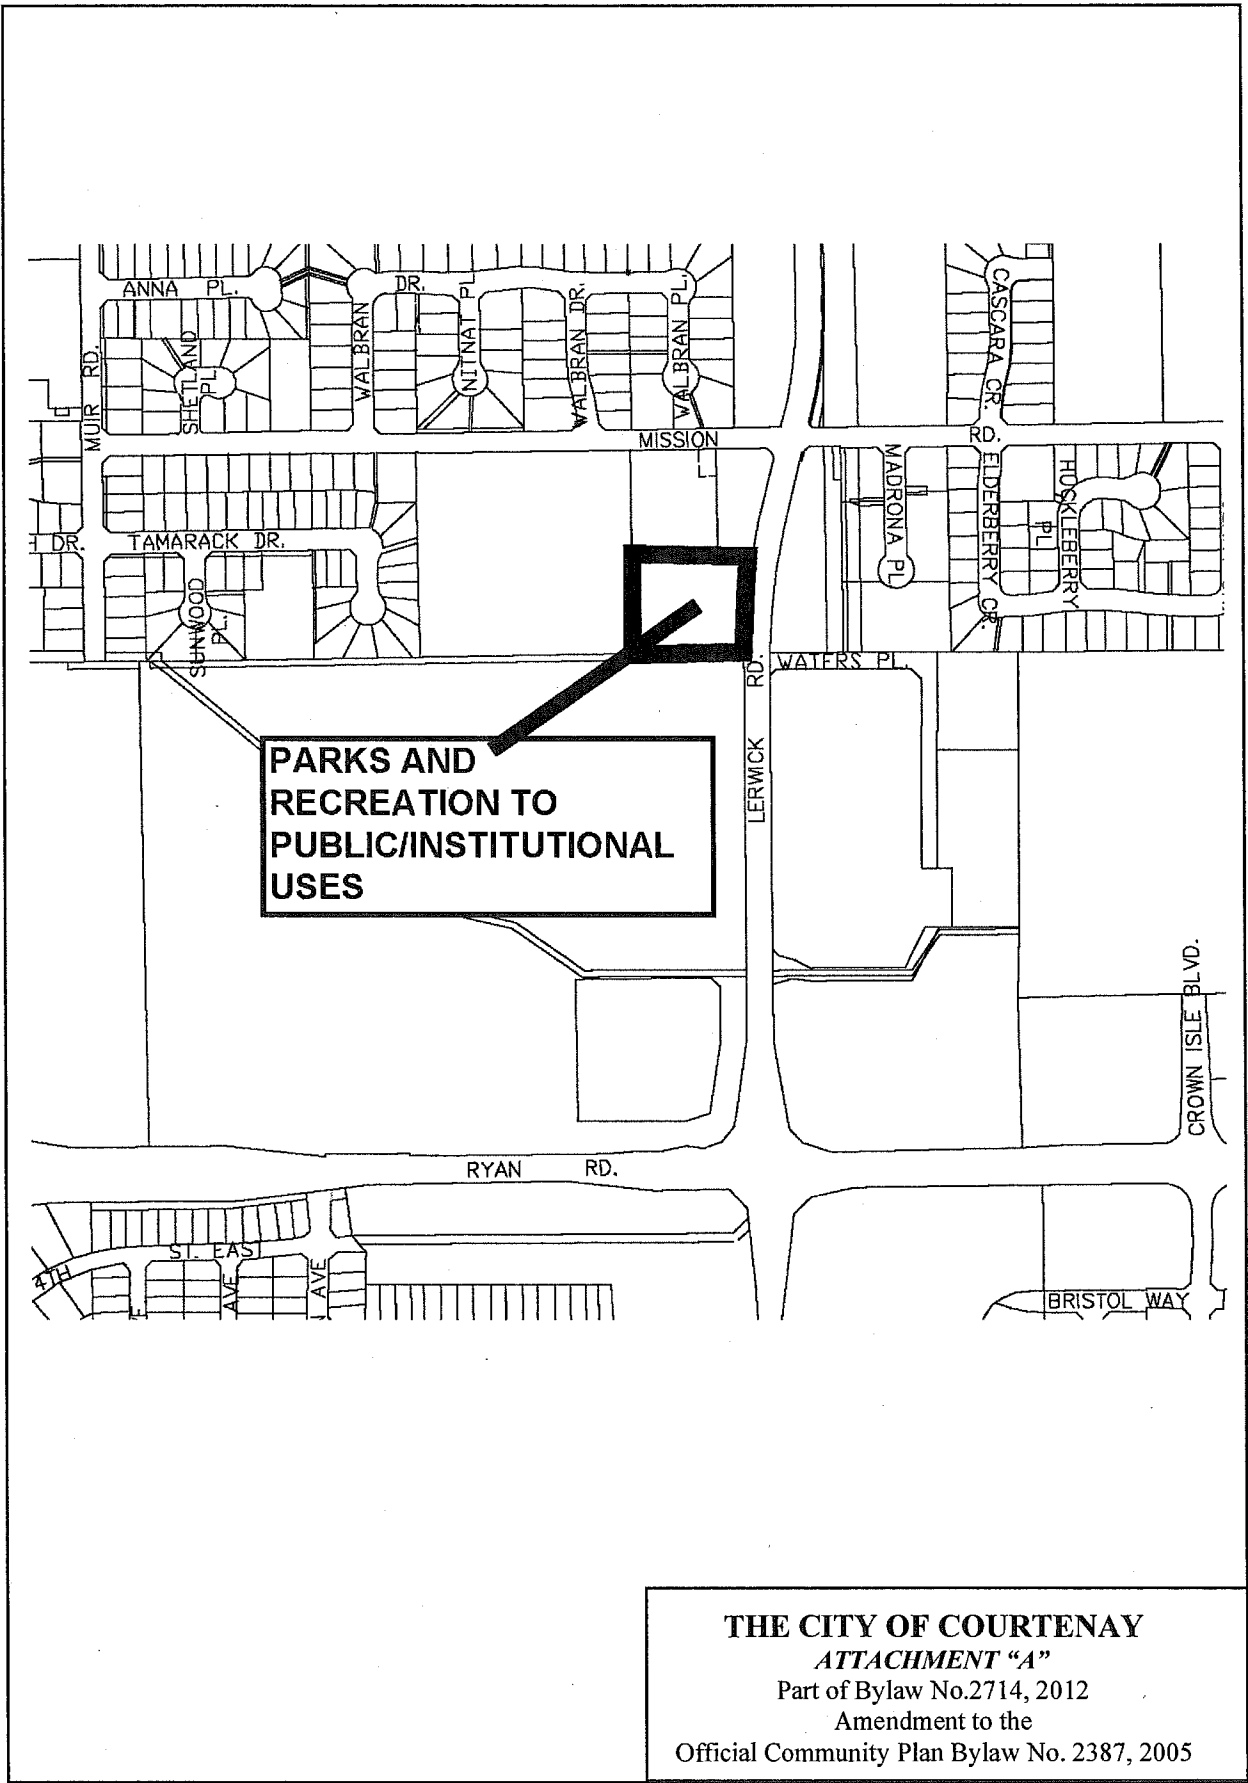 ANNA PL.
DR.
NITNAT PL.
WALBRAN DR.
WALBRAN PL.
WALBRAN
SHETLAND
PL.
MUIR RD.
CASCARA CR.
MISSION
RD.
MADRONA PL.
ELDERBERRY CR.
HUSKLEBERRY
PL.
DR.
TAMARACK DR.
SUNWOOD
PL.
WATERS PL.
LERWICK RD.
PARKS AND
RECREATION TO
PUBLIC/INSTITUTIONAL
USES
CROWN ISLE BLVD.
RYAN RD.
4TH
ST. EAST
AVE
AVE
BRISTOL WAY
THE CITY OF COURTENAY
ATTACHMENT “A”
Part of Bylaw No.2714, 2012
Amendment to the
Official Community Plan Bylaw No. 2387, 2005